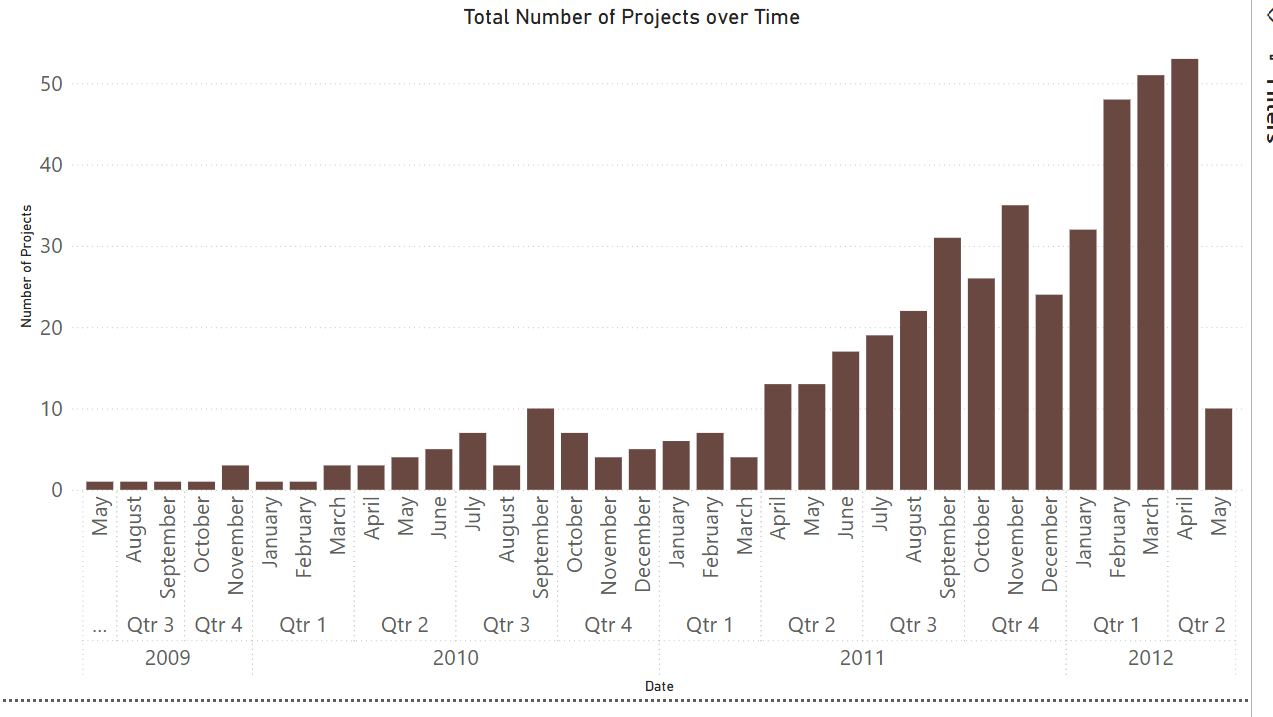 Total Number of Projects over Time
Number of Projects
50
40
30
20
10
0
May August September October November January February March April May June July August September October November December January February March April May June July August September October November December January February March April May
... Qtr 3 Qtr 4 Qtr 1 Qtr 2 Qtr 3 Qtr 4 Qtr 1 Qtr 2 Qtr 3 Qtr 4 Qtr 1 Qtr 2
2009 2010 2011 2012
Date